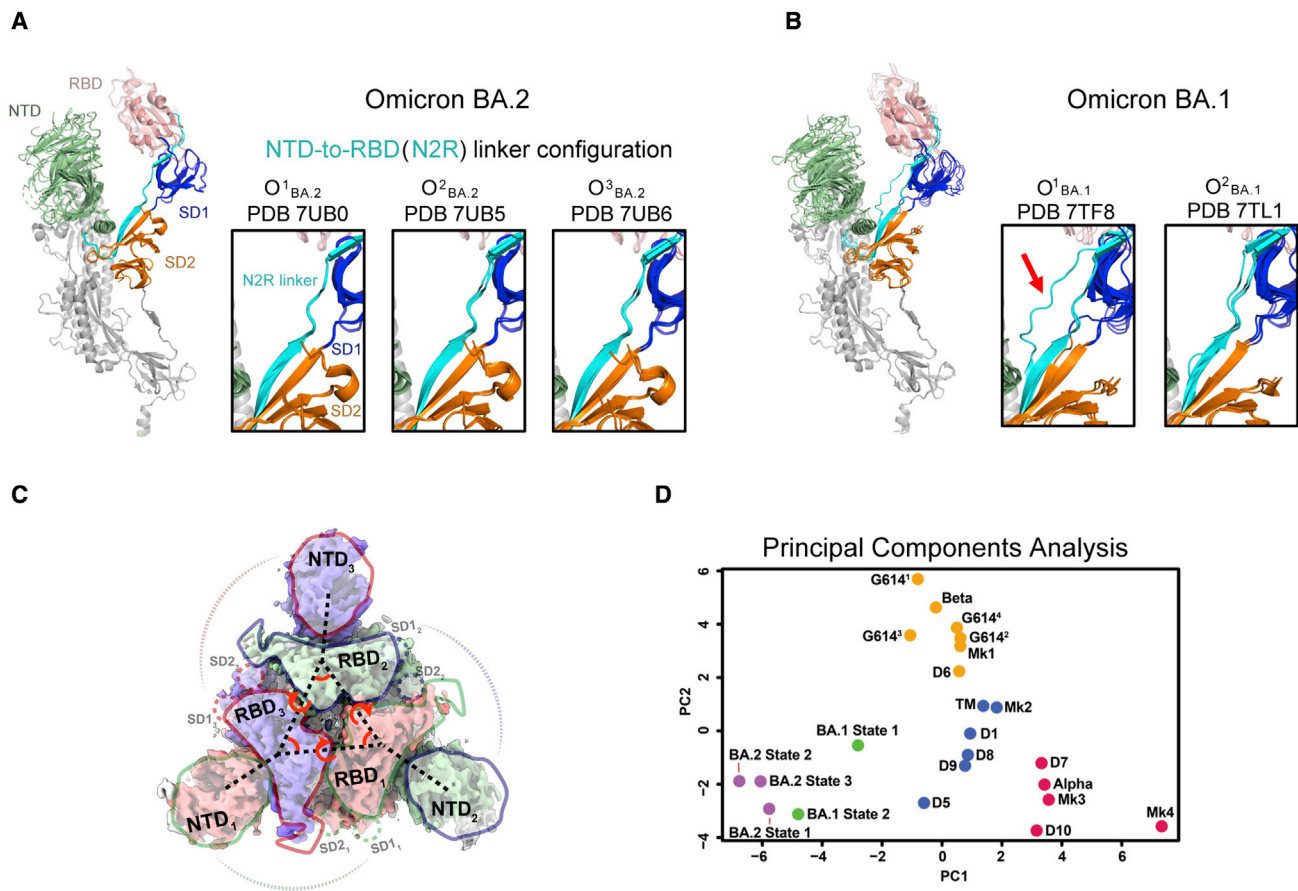 A
B
RBD
NTD
SD1
SD2
Omicron BA.2
NTD-to-RBD(N2R) linker configuration
O¹BA.2
PDB 7UB0
O²BA.2
PDB 7UB5
O³BA.2
PDB 7UB6
N2R linker
SD1
SD2
Omicron BA.1
O¹BA.1
PDB 7TF8
O²BA.1
PDB 7TL1
C
D
NTD₃
SD1₂
RBD₂
SD2₃
SD2₂
RBD₃
SD1₃
RBD₁
NTD₁
NTD₂
SD2₁
SD1₁
Principal Components Analysis
6
4
2
0
−2
−4
PC2
G614¹
Beta
G614⁴
G614³
G614²
Mk1
D6
TM
Mk2
D1
BA.1 State 1
D8
D9
D7
BA.2 State 2
BA.2 State 3
Alpha
Mk3
D5
BA.1 State 2
BA.2 State 1
D10
Mk4
−6
−4
−2
0
2
4
6
PC1